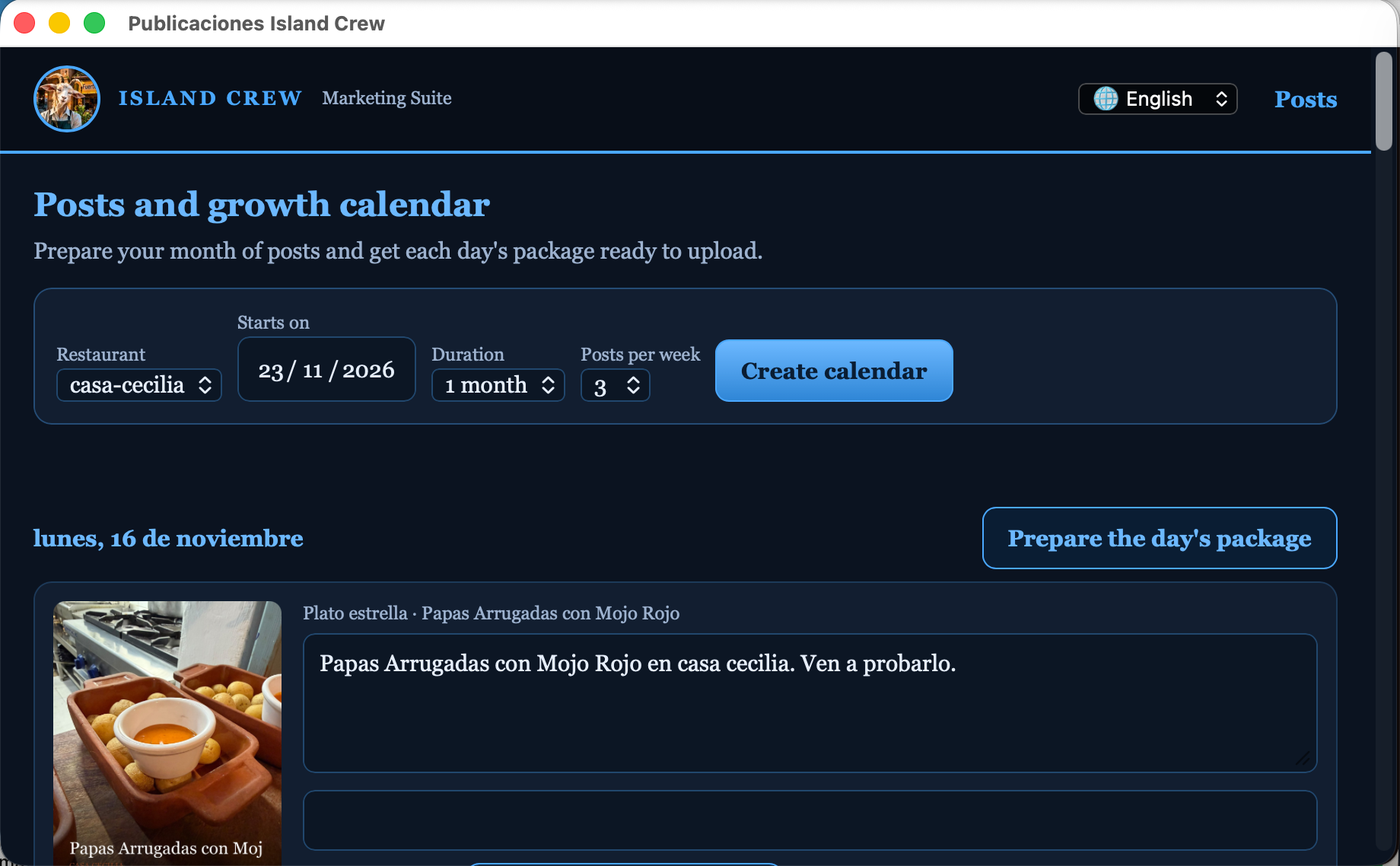 Publicaciones Island Crew
ISLAND CREW Marketing Suite
English
Posts
Posts and growth calendar
Prepare your month of posts and get each day's package ready to upload.
Restaurant
casa-cecilia
Starts on
23/ 11 / 2026
Duration
1 month
Posts per week
3
Create calendar
lunes, 16 de noviembre
Prepare the day's package
Plato estrella · Papas Arrugadas con Mojo Rojo
Papas Arrugadas con Mojo Rojo en casa cecilia. Ven a probarlo.
Papas Arrugadas con Moj